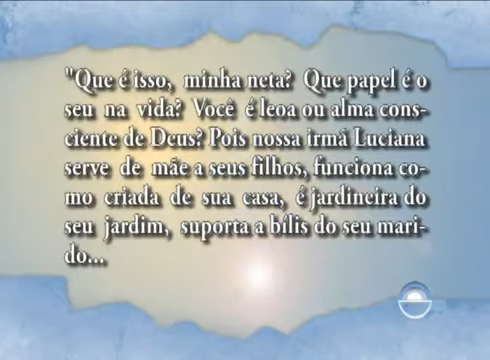 "Que é isso, minha neta? Que papel é o
seu na vida? Você é leoa ou alma cons-
ciente de Deus? Pois nossa irmã Luciana
serve de mãe a seus filhos, funciona co-
mo criada de sua casa, é jardineira do
seu jardim, suporta a bílis do seu mari-
do...